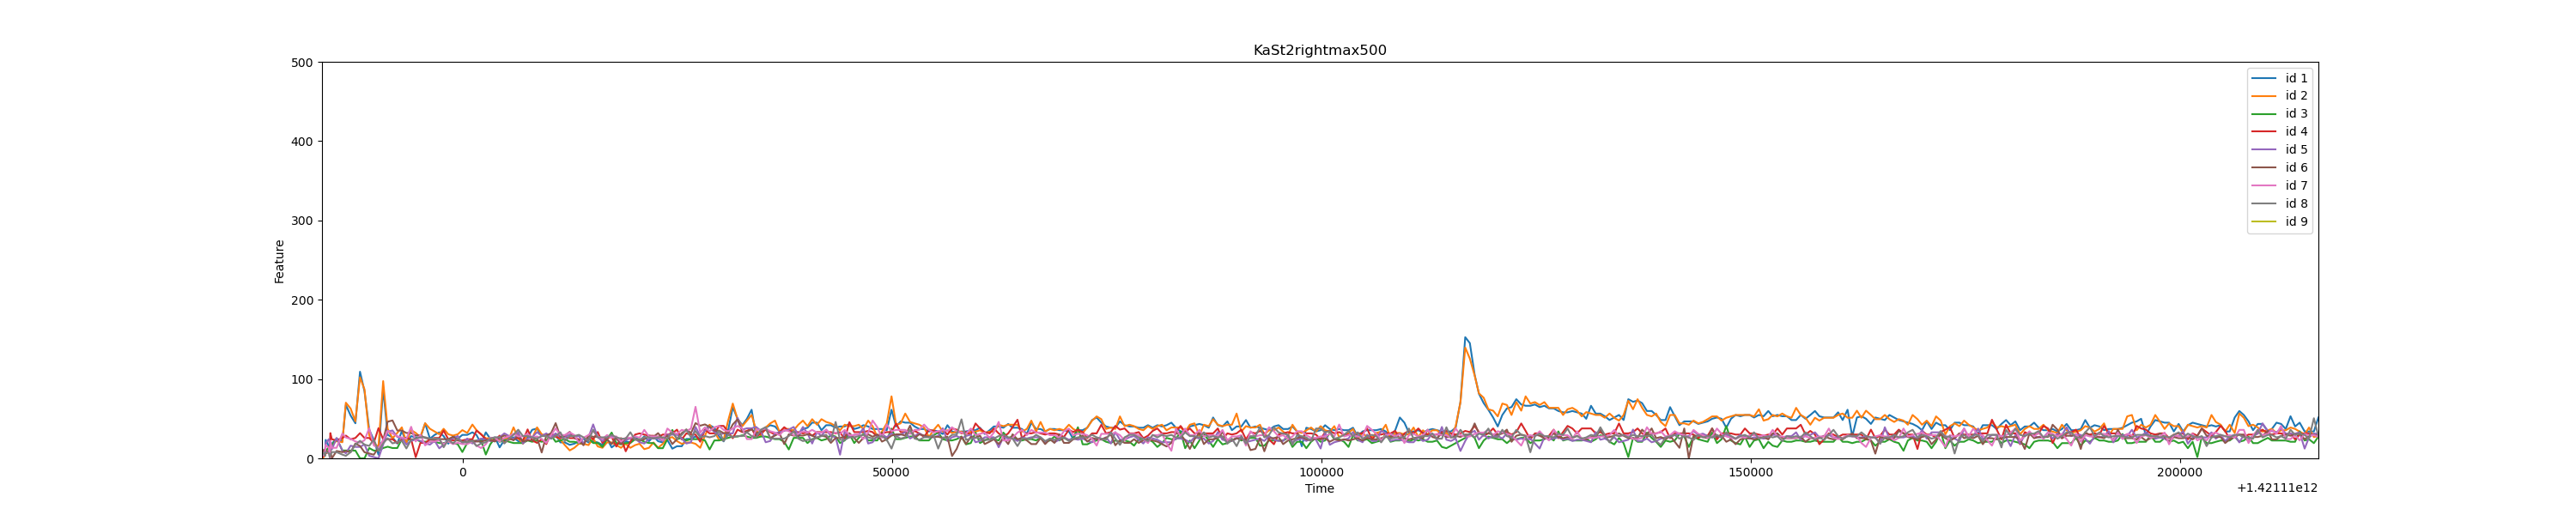 KaSt2rightmax500
500
400
300
200
100
0
Feature
id 1
id 2
id 3
id 4
id 5
id 6
id 7
id 8
id 9
0 50000 100000 150000 200000
Time
+1.42111e12